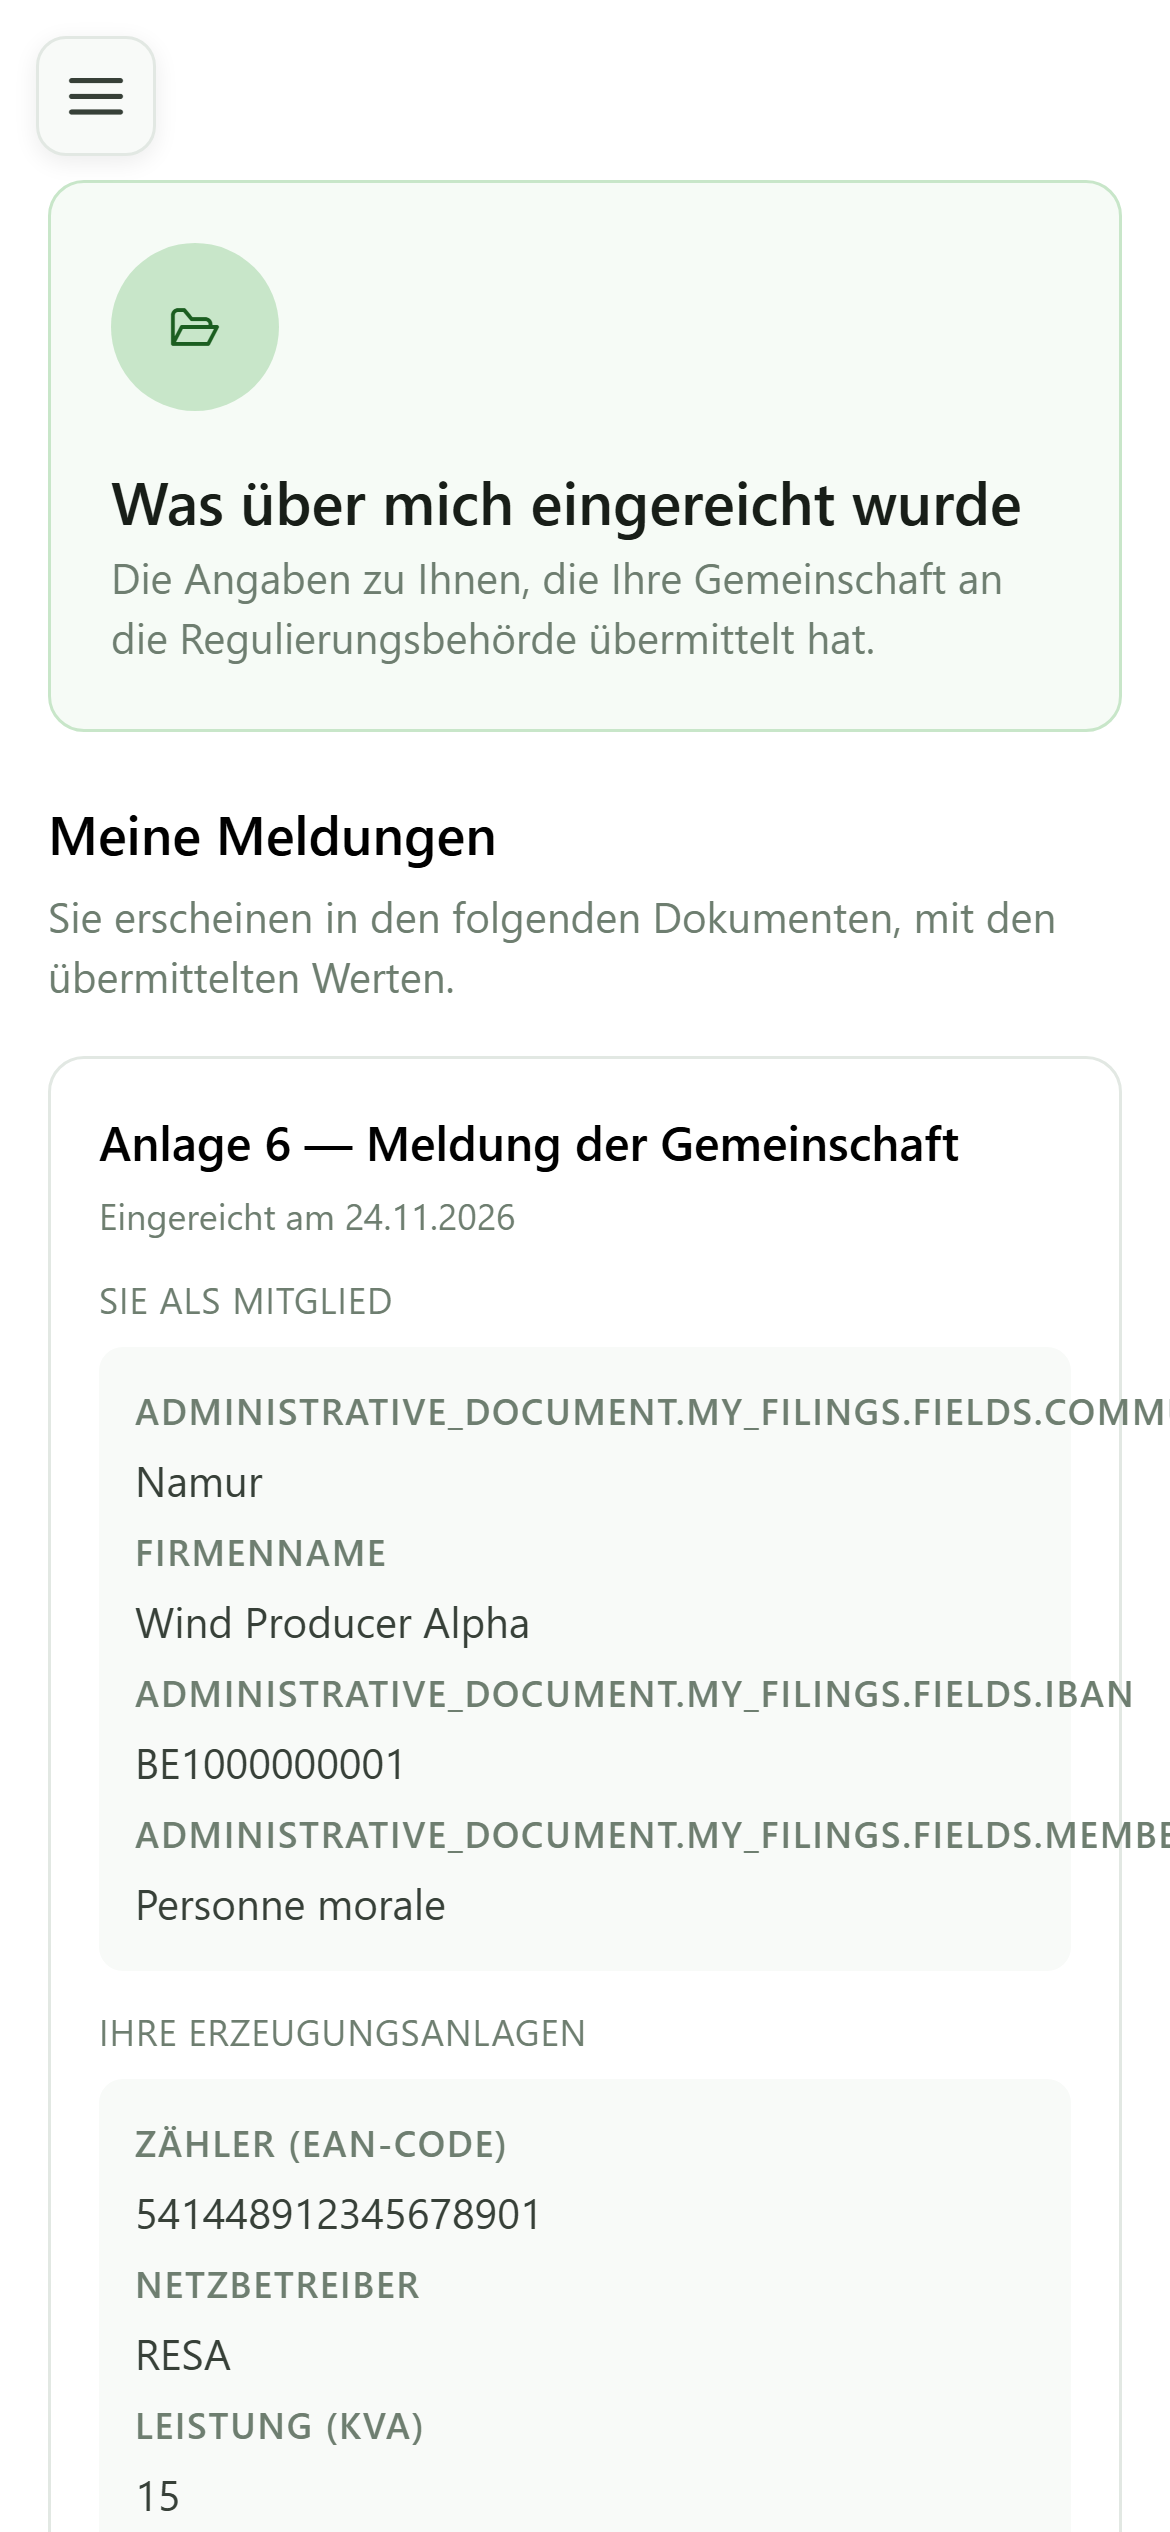 Was über mich eingereicht wurde
Die Angaben zu Ihnen, die Ihre Gemeinschaft an
die Regulierungsbehörde übermittelt hat.
Meine Meldungen
Sie erscheinen in den folgenden Dokumenten, mit den
übermittelten Werten.
Anlage 6 — Meldung der Gemeinschaft
Eingereicht am 24.11.2026
SIE ALS MITGLIED
ADMINISTRATIVE_DOCUMENT.MY_FILINGS.FIELDS.COMMU
Namur
FIRMENNAME
Wind Producer Alpha
ADMINISTRATIVE_DOCUMENT.MY_FILINGS.FIELDS.IBAN
BE1000000001
ADMINISTRATIVE_DOCUMENT.MY_FILINGS.FIELDS.MEMBE
Personne morale
IHRE ERZEUGUNGSANLAGEN
ZÄHLER (EAN-CODE)
541448912345678901
NETZBETREIBER
RESA
LEISTUNG (KVA)
15